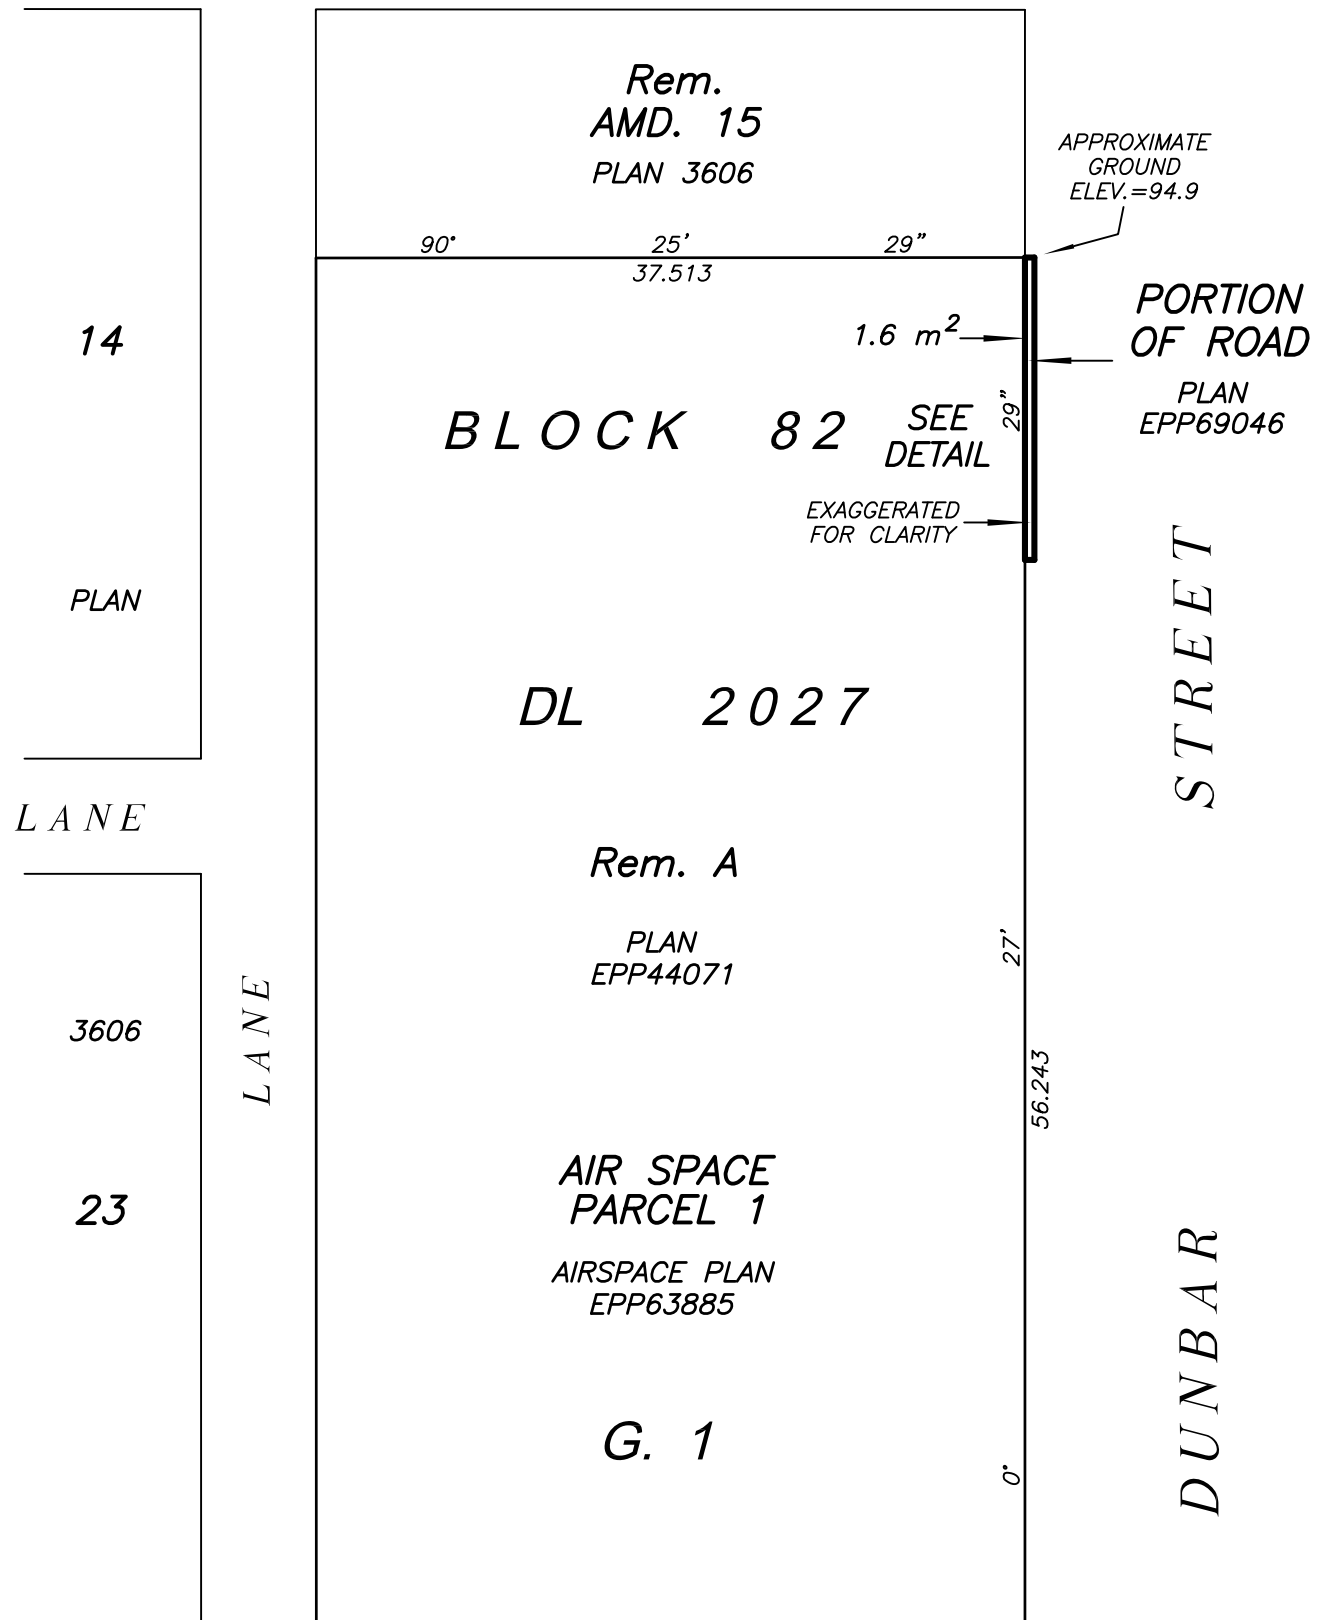 Rem.
AMD. 15
PLAN 3606
APPROXIMATE
GROUND
ELEV.=94.9
90° 25' 29"
37.513
PORTION
OF ROAD
PLAN
EPP69046
14
1.6 m²
29"
BLOCK 82
SEE
DETAIL
EXAGGERATED
FOR CLARITY
PLAN
STREET
DL 2027
LANE
Rem. A
PLAN
EPP44071
27'
LANE
3606
56.243
AIR SPACE
PARCEL 1
23
AIRSPACE PLAN
EPP63885
DUNBAR
G. 1
0°